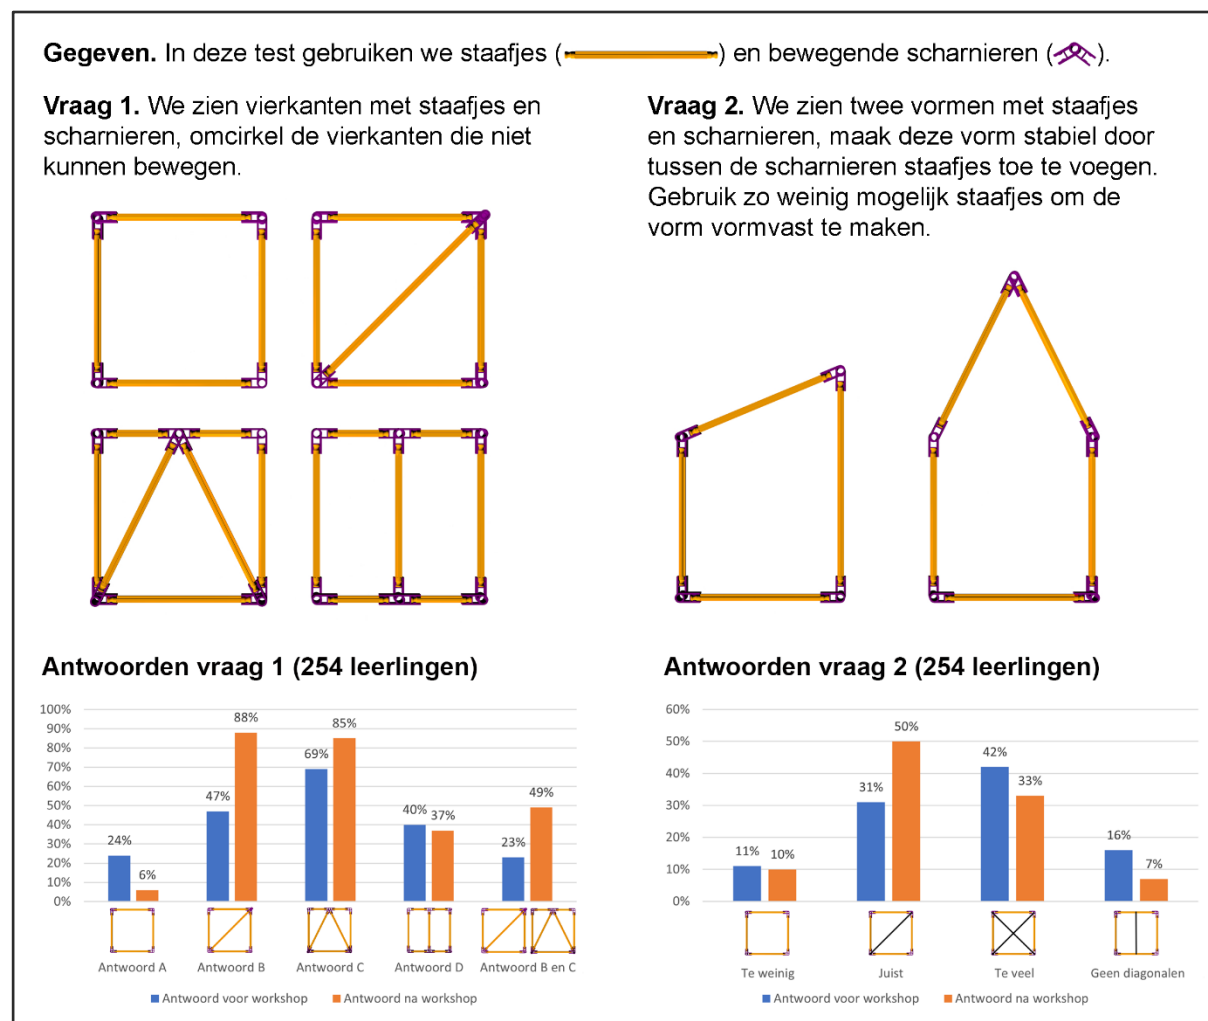 Gegeven. In deze test gebruiken we staafjes ( ) en bewegende scharnieren ( ).
Vraag 1. We zien vierkanten met staafjes en
scharnieren, omcirkel de vierkanten die niet
kunnen bewegen.
Vraag 2. We zien twee vormen met staafjes
en scharnieren, maak deze vorm stabiel door
tussen de scharnieren staafjes toe te voegen.
Gebruik zo weinig mogelijk staafjes om de
vorm vormvast te maken.
Antwoorden vraag 1 (254 leerlingen)
100%
90%
80%
70%
60%
50%
40%
30%
20%
10%
0%
24%
6%
47%
88%
69%
85%
40%
37%
23%
49%
Antwoord A
Antwoord B
Antwoord C
Antwoord D
Antwoord B en C
Antwoord voor workshop
Antwoord na workshop
Antwoorden vraag 2 (254 leerlingen)
60%
50%
40%
30%
20%
10%
0%
11%
10%
31%
50%
42%
33%
16%
7%
Te weinig
Juist
Te veel
Geen diagonalen
Antwoord voor workshop
Antwoord na workshop